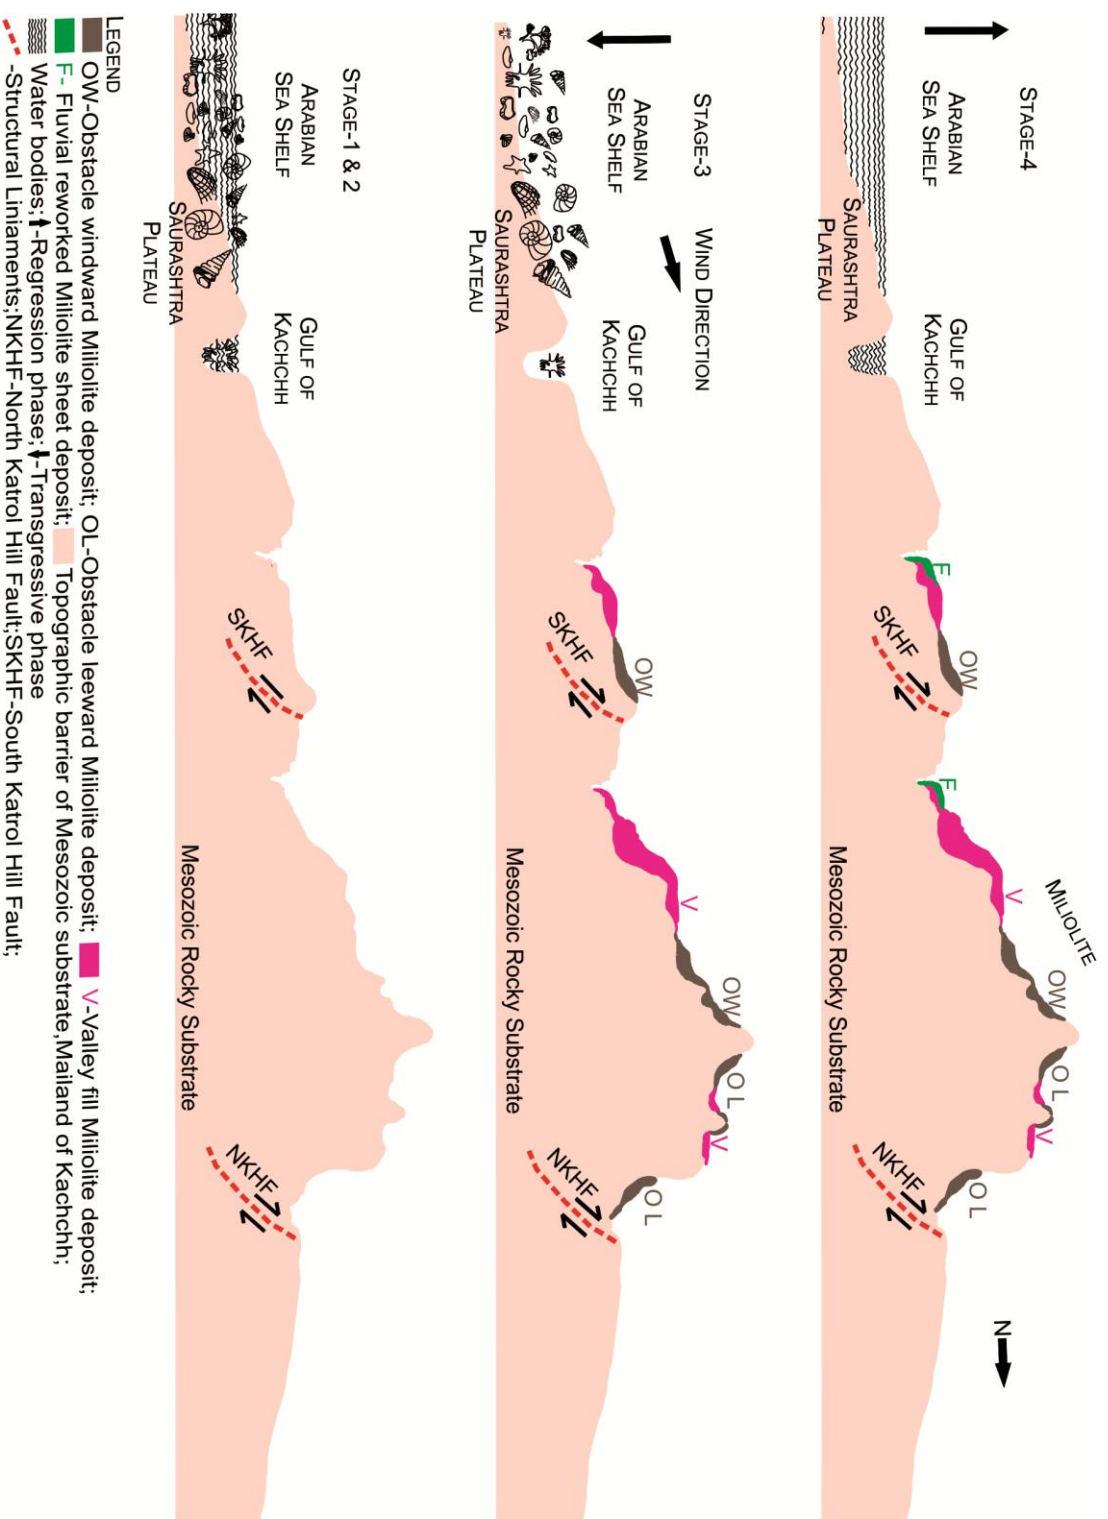 STAGE-4
MILIOLITE
N
ARABIAN
SEA SHELF
GULF OF
KACHCHH
F
OW
F
V
OW
OL
V
OL
SAURASHTRA
PLATEAU
SKHF
NKHF
Mesozoic Rocky Substrate
STAGE-3
WIND DIRECTION
ARABIAN
SEA SHELF
GULF OF
KACHCHH
OW
V
OW
OL
V
OL
SAURASHTRA
PLATEAU
SKHF
NKHF
Mesozoic Rocky Substrate
STAGE-1 & 2
ARABIAN
SEA SHELF
GULF OF
KACHCHH
SAURASHTRA
PLATEAU
SKHF
NKHF
Mesozoic Rocky Substrate
LEGEND
OW-Obstacle windward Miliolite deposit; OL-Obstacle leeward Miliolite deposit; V-Valley fill Miliolite deposit;
F- Fluvial reworked Miliolite sheet deposit; Topographic barrier of Mesozoic substrate,Mailand of Kachchh;
Water bodies; -Regression phase; -Transgressive phase
-Structural Liniaments;NKHF-North Katrol Hill Fault;SKHF-South Katrol Hill Fault;